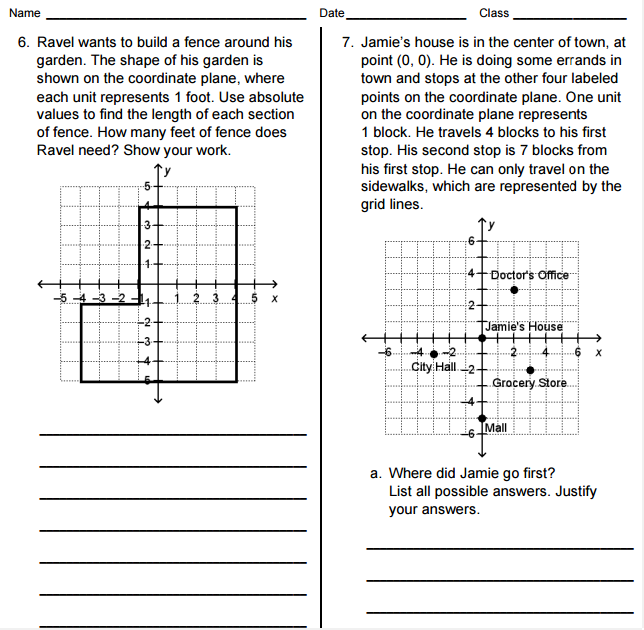 Name
Date
Class
6. Ravel wants to build a fence around his
garden. The shape of his garden is
shown on the coordinate plane, where
each unit represents 1 foot. Use absolute
values to find the length of each section
of fence. How many feet of fence does
Ravel need? Show your work.
y
5
4
3
2
1
–5 –4 –3 –2 –1 1 2 3 4 5 x
–1
–2
–3
–4
5
7. Jamie's house is in the center of town, at
point (0, 0). He is doing some errands in
town and stops at the other four labeled
points on the coordinate plane. One unit
on the coordinate plane represents
1 block. He travels 4 blocks to his first
stop. His second stop is 7 blocks from
his first stop. He can only travel on the
sidewalks, which are represented by the
grid lines.
y
6
4 Doctor's Office
2
Jamie's House
–6 –4 –2 2 4 6 x
City Hall –2
Grocery Store
–4
–6 Mall
a. Where did Jamie go first?
List all possible answers. Justify
your answers.